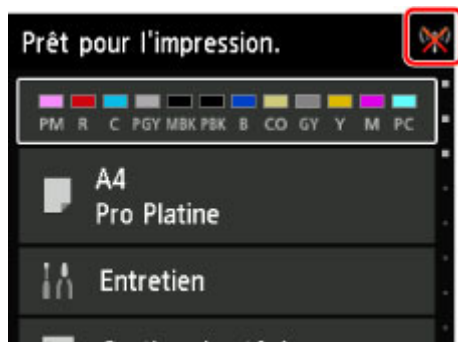 Prêt pour l'impression.
PM R C PGY MBK PBK B CO GY Y M PC
A4
Pro Platine
Entretien